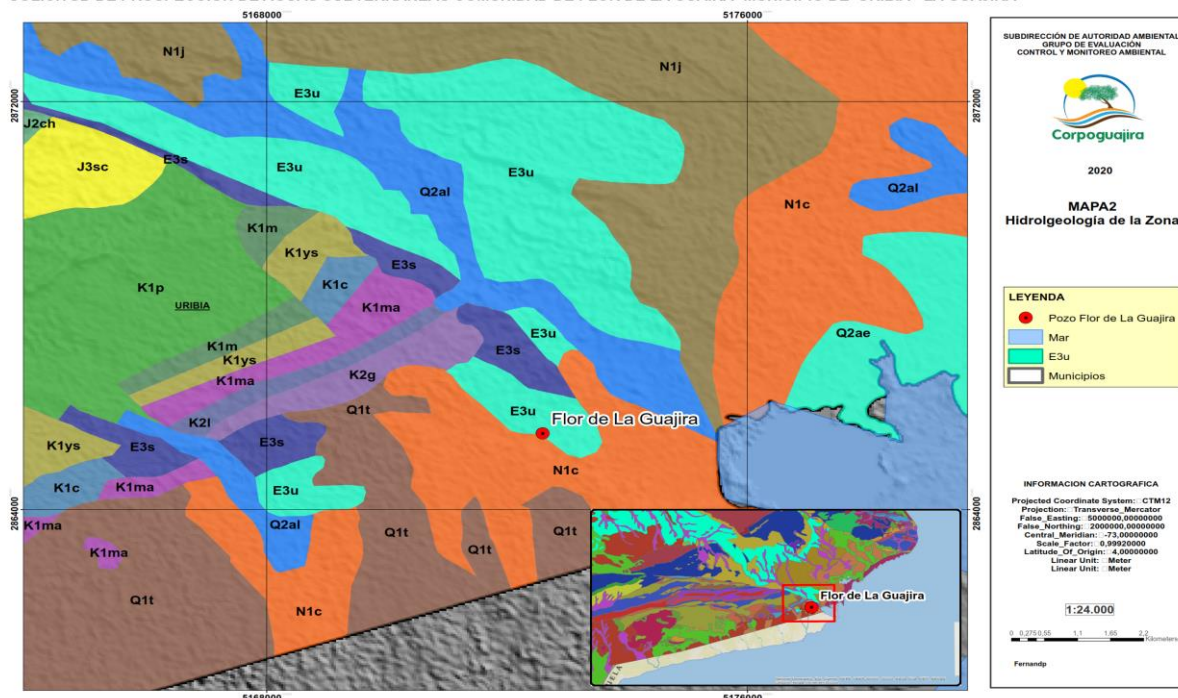 5168000
5176000
N1j
N1j
E3u
2872000
2872000
J2ch
J3sc
E3s
E3u
E3u
Q2al
Q2al
N1c
K1m
K1ys
E3s
K1c
K1p
K1ma
URIBIA
E3u
Q2ae
K1m
E3s
K1ys
K1ma
K2g
Q1t
E3u
K2l
Flor de La Guajira
K1ys
E3s
E3s
N1c
K1c
K1ma
E3u
2864000
2864000
K1ma
Q2al
Q1t
Q1t
Q1t
K1ma
Flor de La Guajira
Q1t
N1c
5168000
5176000
SUBDIRECCIÓN DE AUTORIDAD AMBIENTAL
GRUPO DE EVALUACIÓN
CONTROL Y MONITOREO AMBIENTAL
Corpoguajira
2020
MAPA2
Hidrolgeología de la Zona
LEYENDA
Pozo Flor de La Guajira
Mar
E3u
Municipios
INFORMACION CARTOGRAFICA
Projected Coordinate System: CTM12
Projection: Transverse_Mercator
False_Easting: 5000000,00000000
False_Northing: 2000000,00000000
Central_Meridian: -73,00000000
Scale_Factor: 0,99920000
Latitude_Of_Origin: 4,00000000
Linear Unit: Meter
Linear Unit: Meter
1:24.000
0 0,2750,55 1,1 1,65 2,2
Kilometers
Fernandp